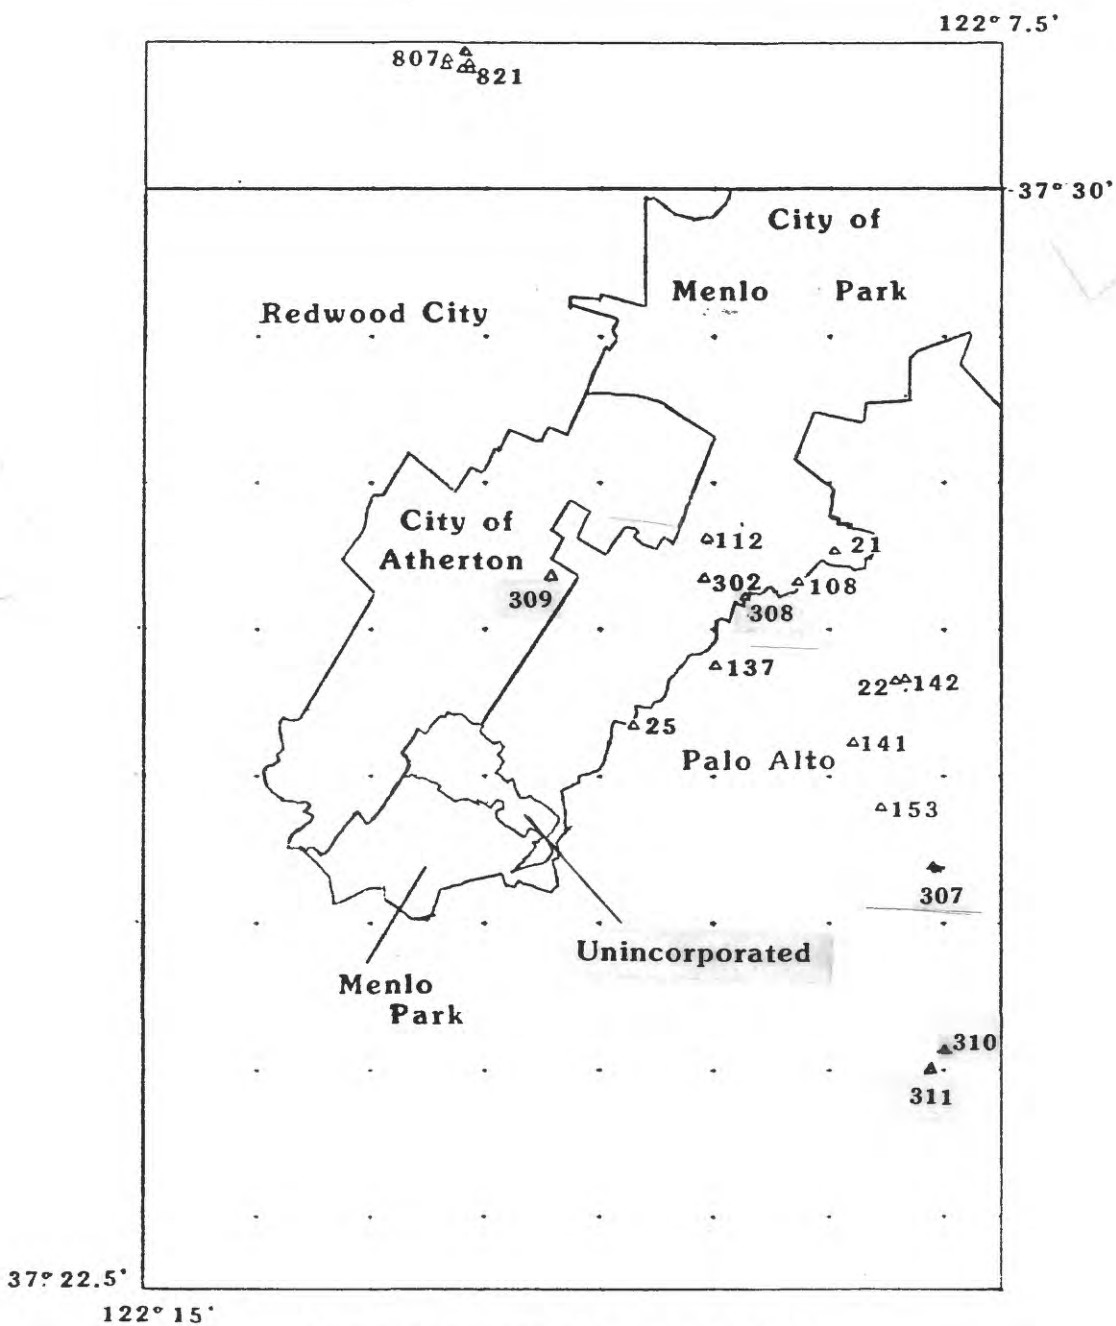 122° 7.5'
807
821
37° 30'
City of
Menlo Park
Redwood City
City of
Atherton
112
21
302
108
309
308
137
22
142
25
141
Palo Alto
153
307
Unincorporated
Menlo
Park
310
311
37° 22.5'
122° 15'